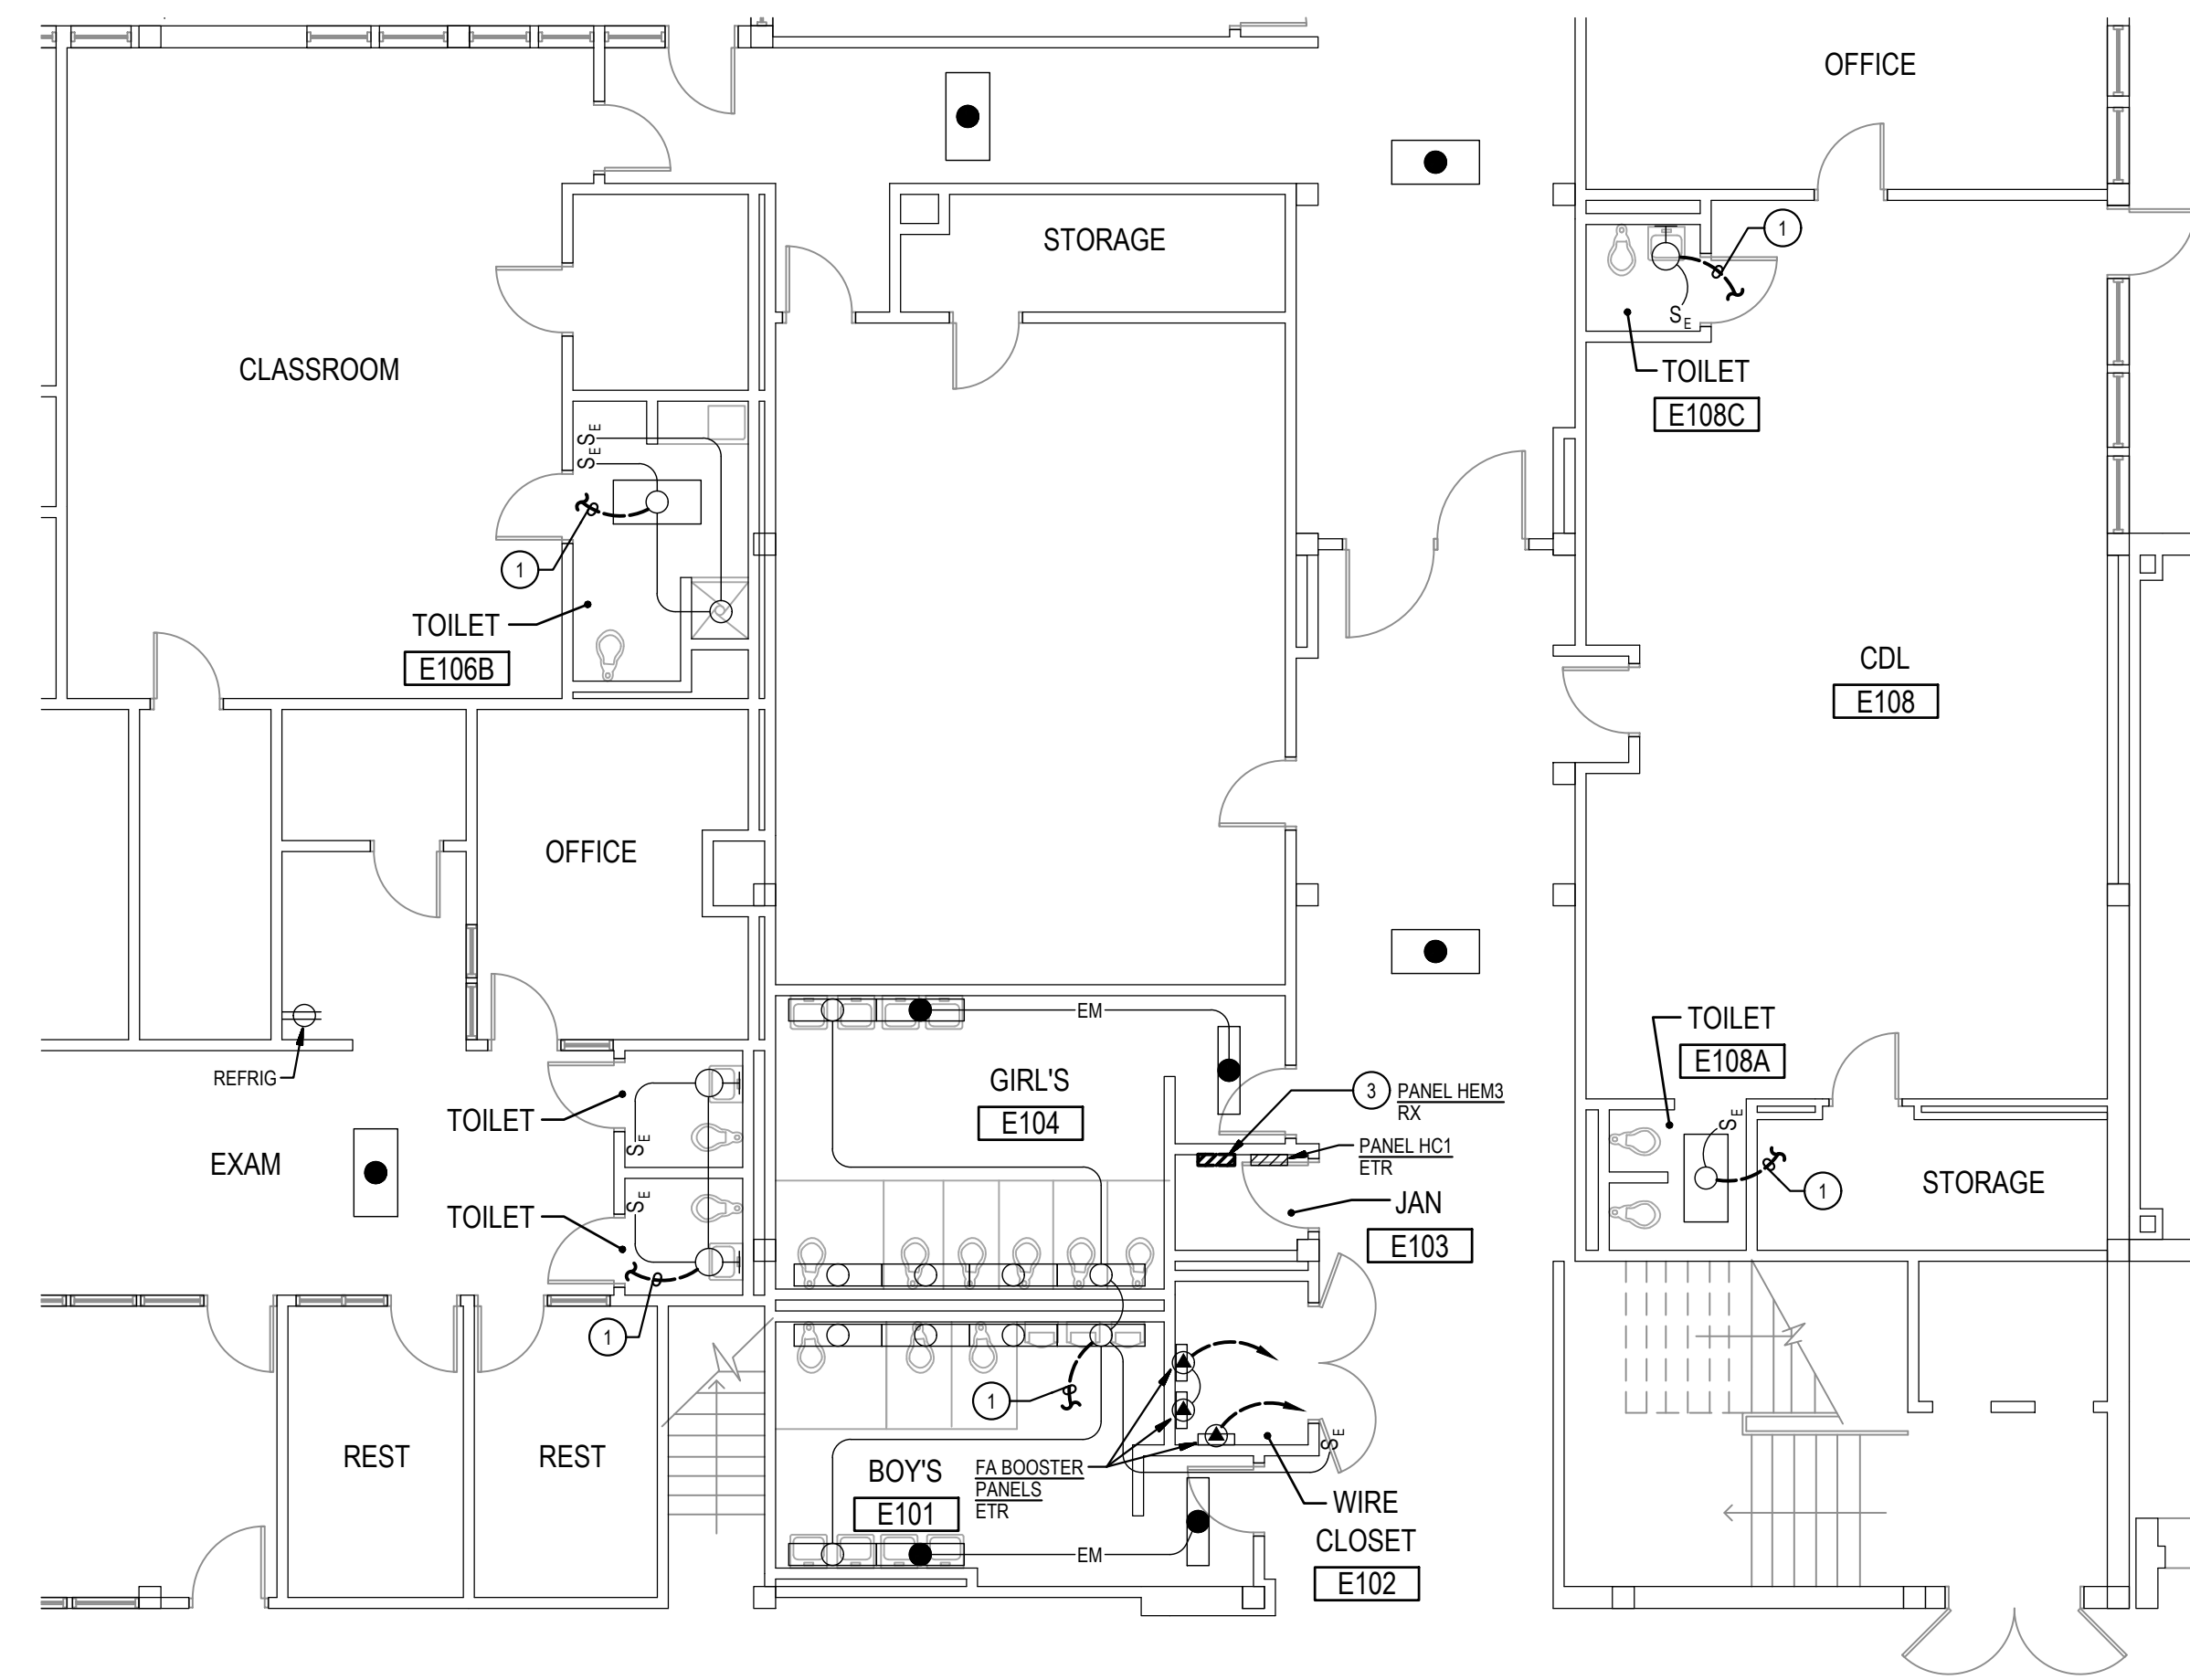 OFFICE
STORAGE
1
S E
CLASSROOM
TOILET
E108C
S E S E
S E
1
TOILET
E106B
CDL
E108
OFFICE
EM
TOILET
E108A
REFRIG
GIRL'S
E104
3 PANEL HEM3
RX
PANEL HC1
ETR
TOILET
S E
S E
EXAM
STORAGE
1
JAN
E103
TOILET
S E
1
1
REST
REST
BOY'S
E101
FA BOOSTER
PANELS
ETR
S E
WIRE
CLOSET
E102
EM